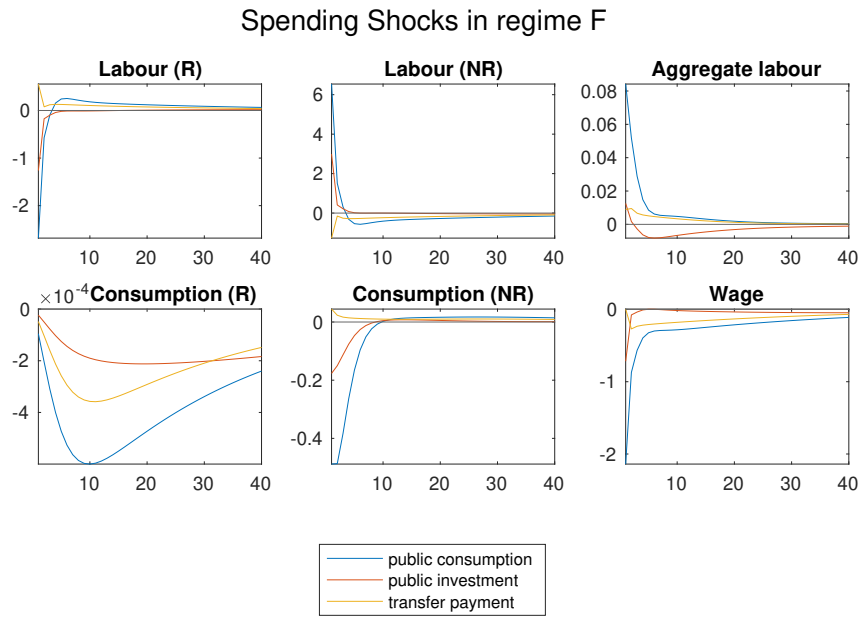 Spending Shocks in regime F
Labour (R)
0
-1
-2
10 20 30 40
Labour (NR)
6
4
2
0
10 20 30 40
Aggregate labour
0.08
0.06
0.04
0.02
0
10 20 30 40
×10⁻⁴ Consumption (R)
0
-2
-4
10 20 30 40
Consumption (NR)
0
-0.2
-0.4
10 20 30 40
Wage
0
-1
-2
10 20 30 40
public consumption
public investment
transfer payment